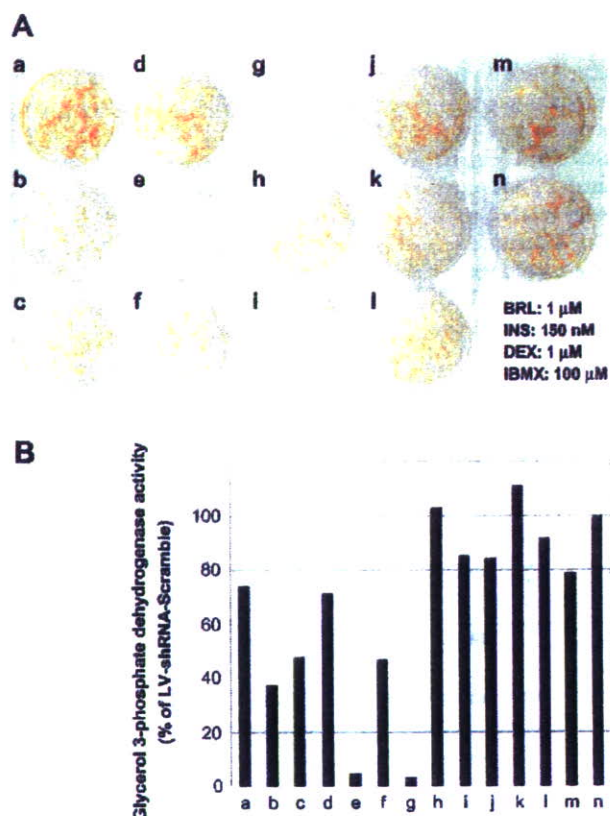 A
a d g j m
b e h k n
c f i l
BRL: 1 μM
INS: 150 nM
DEX: 1 μM
IBMX: 100 μM
B
Glycerol 3-phosphate dehydrogenase activity
(% of LV-shRNA-Scramble)
100
80
60
40
20
0
a b c d e f g h i j k l m n